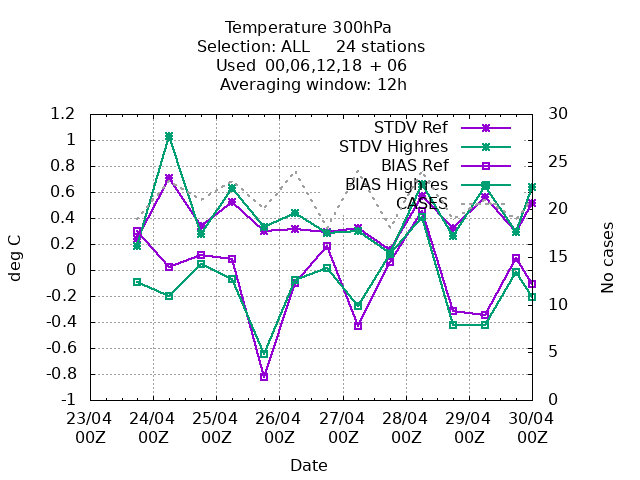 Temperature 300hPa
Selection: ALL 24 stations
Used 00,06,12,18 + 06
Averaging window: 12h
1.2
1
0.8
0.6
0.4
0.2
0
-0.2
-0.4
-0.6
-0.8
-1
deg C
STDV Ref
STDV Highres
BIAS Ref
BIAS Highres
CASES
30
25
20
15
10
5
0
No cases
23/04 24/04 25/04 26/04 27/04 28/04 29/04 30/04
00Z 00Z 00Z 00Z 00Z 00Z 00Z 00Z
Date